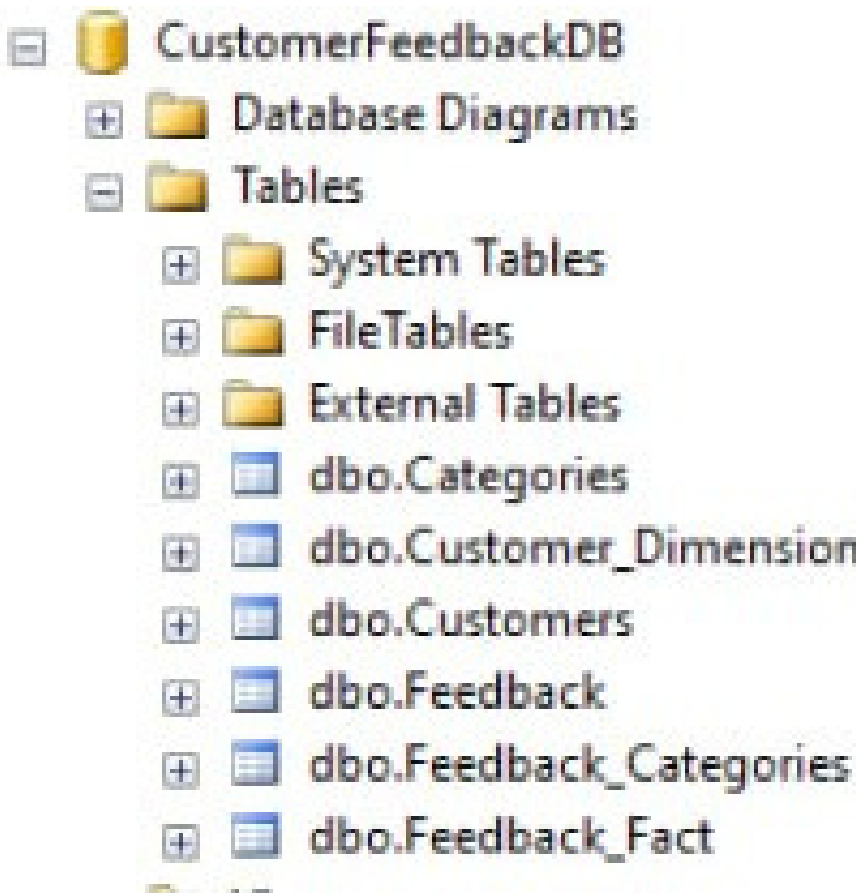 CustomerFeedbackDB
Database Diagrams
Tables
System Tables
FileTables
External Tables
dbo.Categories
dbo.Customer_Dimension
dbo.Customers
dbo.Feedback
dbo.Feedback_Categories
dbo.Feedback_Fact